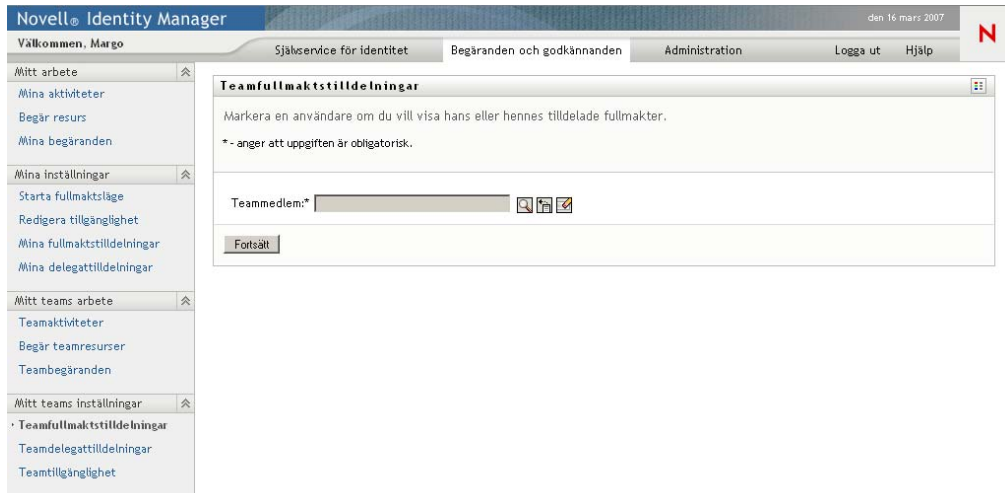 Novell® Identity Manager
den 16 mars 2007
N
Välkommen, Margo
Självservice för identitet
Begäranden och godkännanden
Administration
Logga ut
Hjälp
Mitt arbete
Mina aktiviteter
Begär resurs
Mina begäranden
Mina inställningar
Starta fullmaktsläge
Redigera tillgänglighet
Mina fullmaktstilldelningar
Mina delegattilldelningar
Mitt teams arbete
Teamaktiviteter
Begär teamresurser
Teambegäranden
Mitt teams inställningar
Teamfullmaktstilldelningar
Teamdelegattilldelningar
Teamtillgänglighet
Teamfullmaktstilldelningar
Markera en användare om du vill visa hans eller hennes tilldelade fullmakter.
* - anger att uppgiften är obligatorisk.
Teammedlem:*
Fortsätt